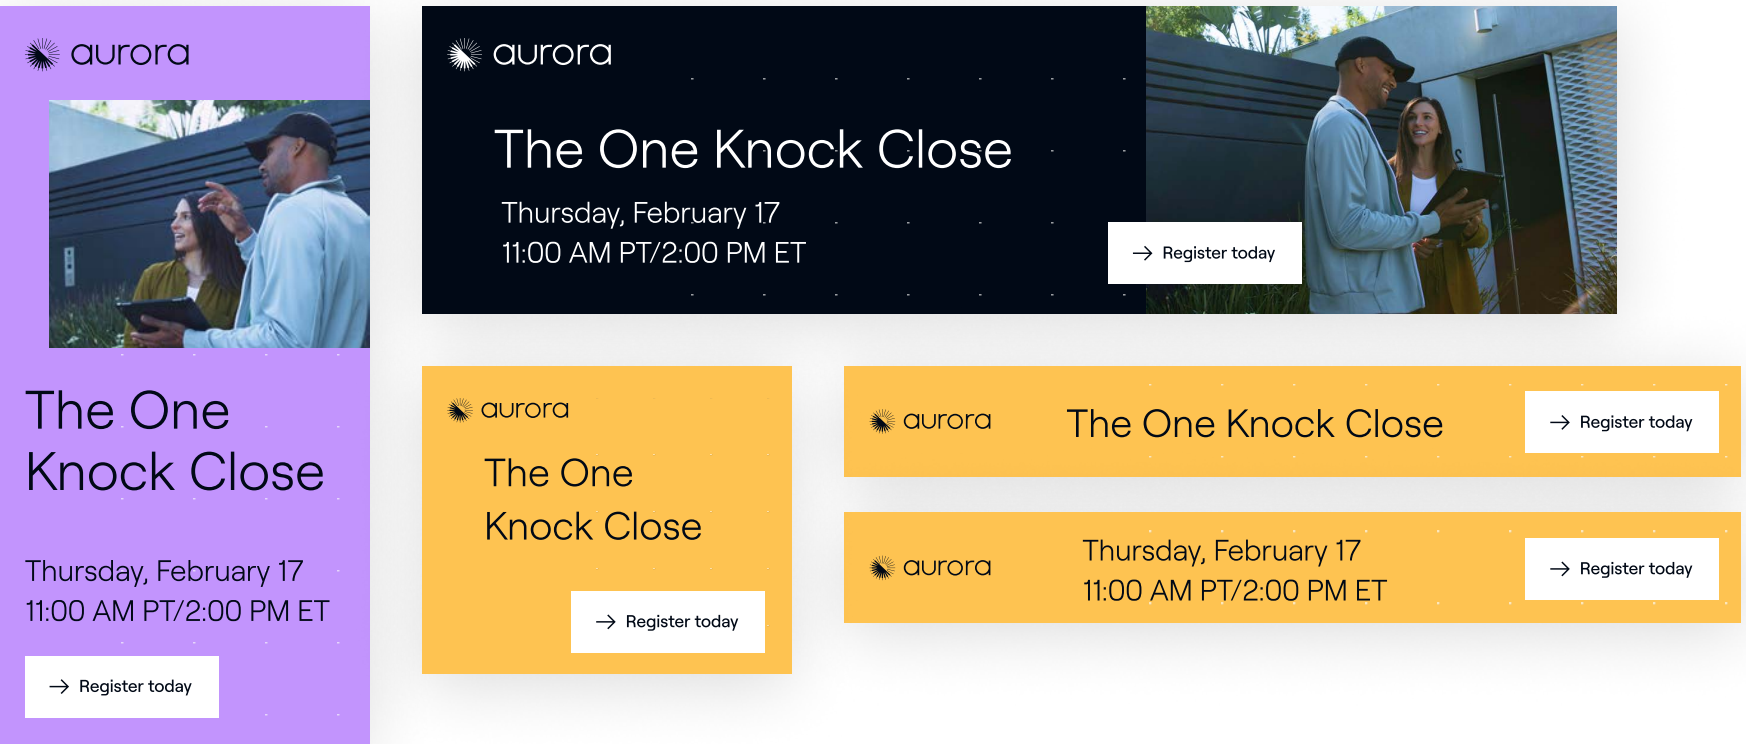 aurora
The One
Knock Close
Thursday, February 17
11:00 AM PT/2:00 PM ET
→ Register today
aurora
The One Knock Close
Thursday, February 17
11:00 AM PT/2:00 PM ET
→ Register today
aurora
The One
Knock Close
→ Register today
aurora
The One Knock Close
→ Register today
aurora
Thursday, February 17
11:00 AM PT/2:00 PM ET
→ Register today